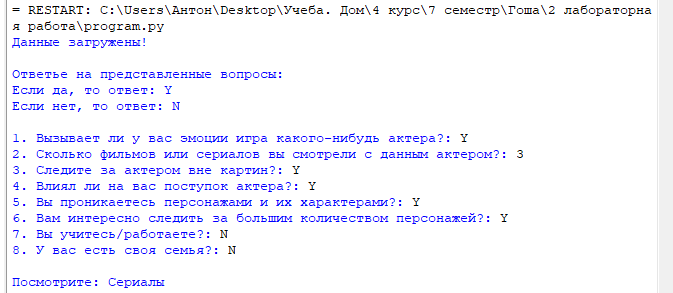 = RESTART: C:\Users\Антон\Desktop\Учеба. Дом\4 курс\7 семестр\Гоша\2 лабораторна
я работа\program.py
Данные загружены!
Ответье на представленные вопросы:
Если да, то ответ: Y
Если нет, то ответ: N
1. Вызывает ли у вас эмоции игра какого-нибудь актера?: Y
2. Сколько фильмов или сериалов вы смотрели с данным актером?: 3
3. Следите за актером вне картин?: Y
4. Влиял ли на вас поступок актера?: Y
5. Вы проникаетесь персонажами и их характерами?: Y
6. Вам интересно следить за большим количеством персонажей?: Y
7. Вы учитесь/работаете?: N
8. У вас есть своя семья?: N
Посмотрите: Сериалы